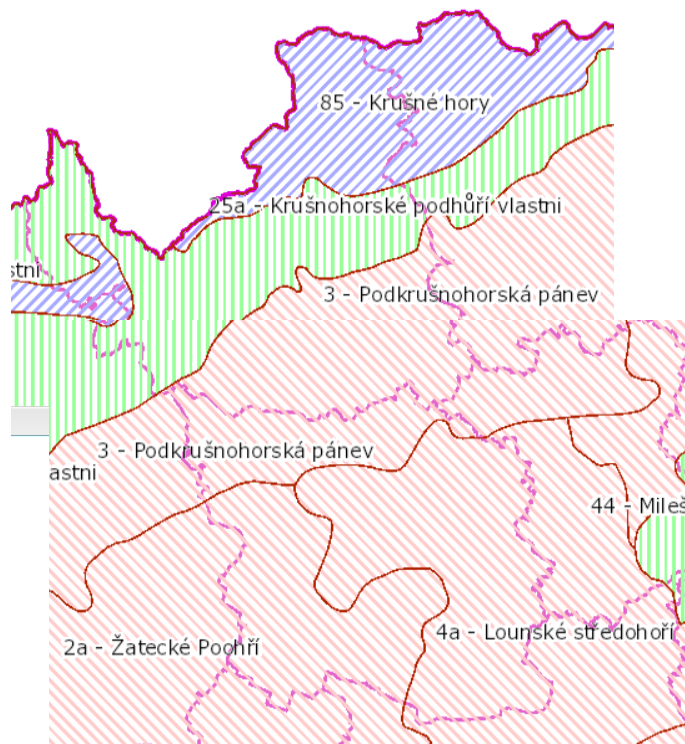 85 - Krušné hory
25a - Krušnohorské podhůří vlastni
stni
3 - Podkrušnohorská pánev
3 - Podkrušnohorská pánev
astni
44 - Mileš
4a - Lounské středohoří
2a - Žatecké Poohří